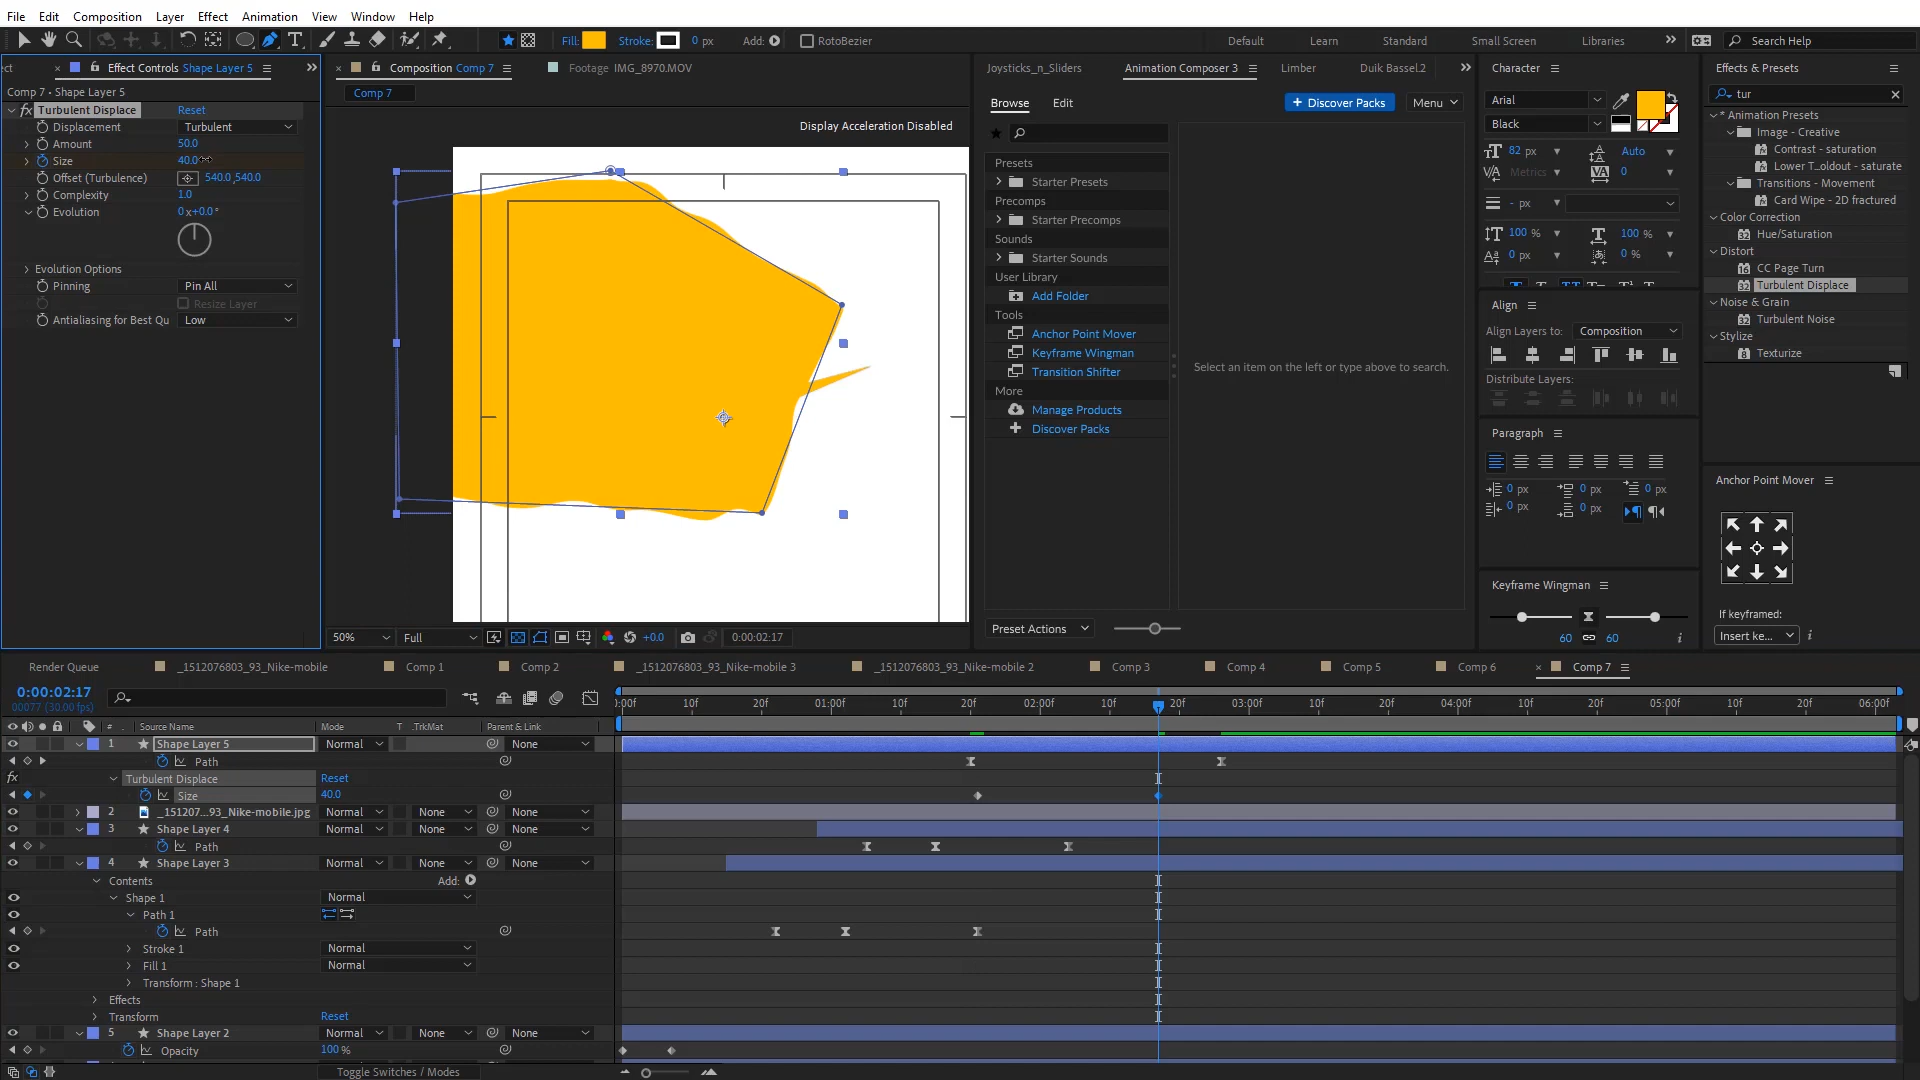 File Edit Composition Layer Effect Animation View Window Help
Fill: Stroke: 0 px Add: RotoBezier
Default Learn Standard Small Screen Libraries Search Help
ect Effect Controls Shape Layer 5
Comp 7 • Shape Layer 5
fx Turbulent Displace Reset
Displacement Turbulent
Amount 50.0
Size 40.0
Offset (Turbulence) 540.0,540.0
Complexity 1.0
Evolution 0x+0.0°
Evolution Options
Pinning Pin All
Resize Layer
Antialiasing for Best Qu Low
Composition Comp 7 Footage IMG_8970.MOV
Comp 7
Display Acceleration Disabled
50% Full +0.0 0:00:02:17
Joysticks_n_Sliders Animation Composer 3 Limber Duik Bassel.2
Browse Edit + Discover Packs Menu
Presets
Starter Presets
Precomps
Starter Precomps
Sounds
Starter Sounds
User Library
Add Folder
Tools
Anchor Point Mover
Keyframe Wingman
Transition Shifter
More
Manage Products
Discover Packs
Select an item on the left or type above to search.
Preset Actions
Character
Arial
Black
82 px Auto
Metrics 0
- px
100 % 100 %
0 px 0 %
Align
Align Layers to: Composition
Distribute Layers:
Paragraph
0 px 0 px 0 px
0 px 0 px
Keyframe Wingman
60 60
Effects & Presets
tur
* Animation Presets
Image - Creative
Contrast - saturation
Lower T...oldout - saturate
Transitions - Movement
Card Wipe - 2D fractured
Color Correction
Hue/Saturation
Distort
CC Page Turn
Turbulent Displace
Noise & Grain
Turbulent Noise
Stylize
Texturize
Anchor Point Mover
If keyframed:
Insert ke...
Render Queue _1512076803_93_Nike-mobile Comp 1 Comp 2 _1512076803_93_Nike-mobile 3 _1512076803_93_Nike-mobile 2 Comp 3 Comp 4 Comp 5 Comp 6 Comp 7
0:00:02:17
00077 (30.00 fps)
:00f 10f 20f 01:00f 10f 20f 02:00f 10f 20f 03:00f 10f 20f 04:00f 10f 20f 05:00f 10f 20f 06:00f
# Source Name Mode T .TrkMat Parent & Link
1 Shape Layer 5 Normal None
Path
fx Turbulent Displace Reset
Size 40.0
2 _151207...93_Nike-mobile.jpg Normal None None
3 Shape Layer 4 Normal None None
Path
4 Shape Layer 3 Normal None None
Contents Add:
Shape 1 Normal
Path 1
Path
Stroke 1 Normal
Fill 1 Normal
Transform : Shape 1
Effects
Transform Reset
5 Shape Layer 2 Normal None None
Opacity 100 %
Toggle Switches / Modes